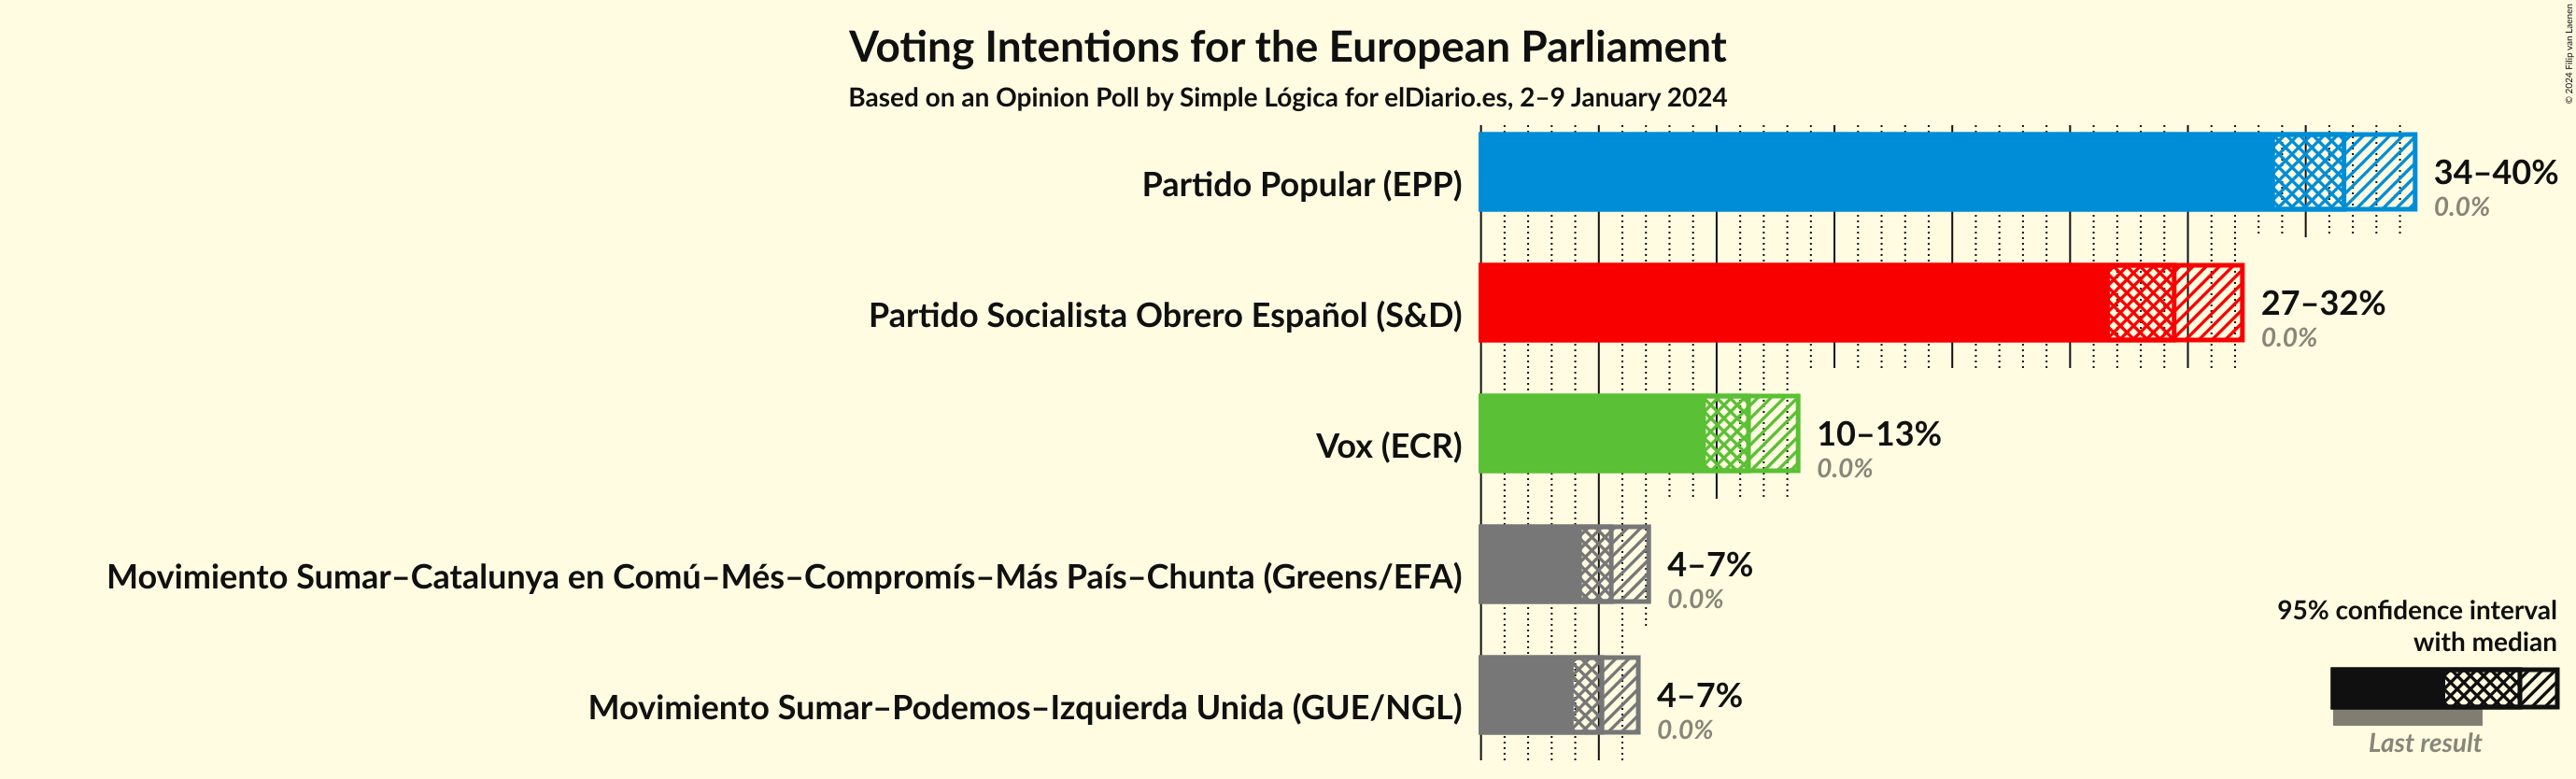 Voting Intentions for the European Parliament
Based on an Opinion Poll by Simple Lógica for elDiario.es, 2–9 January 2024
© 2024 Filip van Laenen
Partido Popular (EPP)
34–40%
0.0%
Partido Socialista Obrero Español (S&D)
27–32%
0.0%
Vox (ECR)
10–13%
0.0%
Movimiento Sumar–Catalunya en Comú–Més–Compromís–Más País–Chunta (Greens/EFA)
4–7%
0.0%
Movimiento Sumar–Podemos–Izquierda Unida (GUE/NGL)
4–7%
0.0%
95% confidence interval
with median
Last result